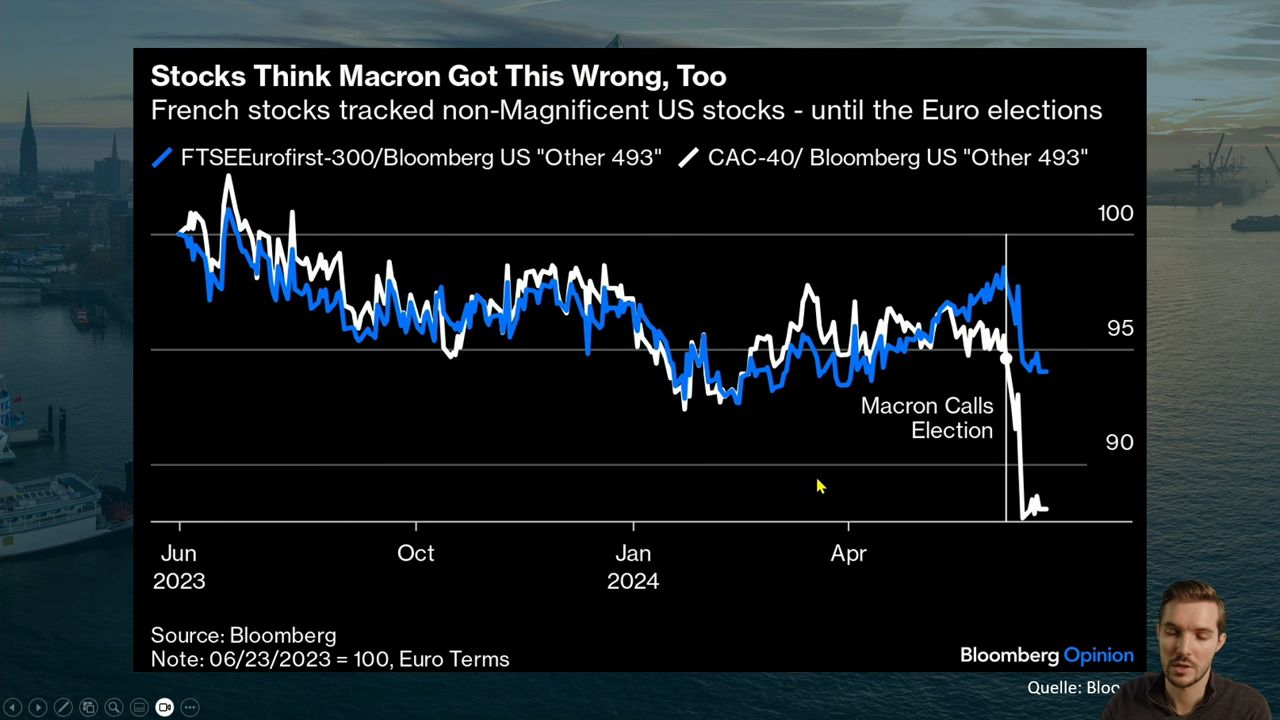 Stocks Think Macron Got This Wrong, Too
French stocks tracked non-Magnificent US stocks - until the Euro elections
FTSEEurofirst-300/Bloomberg US "Other 493" CAC-40/ Bloomberg US "Other 493"
100
95
Macron Calls
Election
90
Jun Oct Jan Apr
2023 2024
Source: Bloomberg
Note: 06/23/2023 = 100, Euro Terms
Bloomberg Opinion
Quelle: